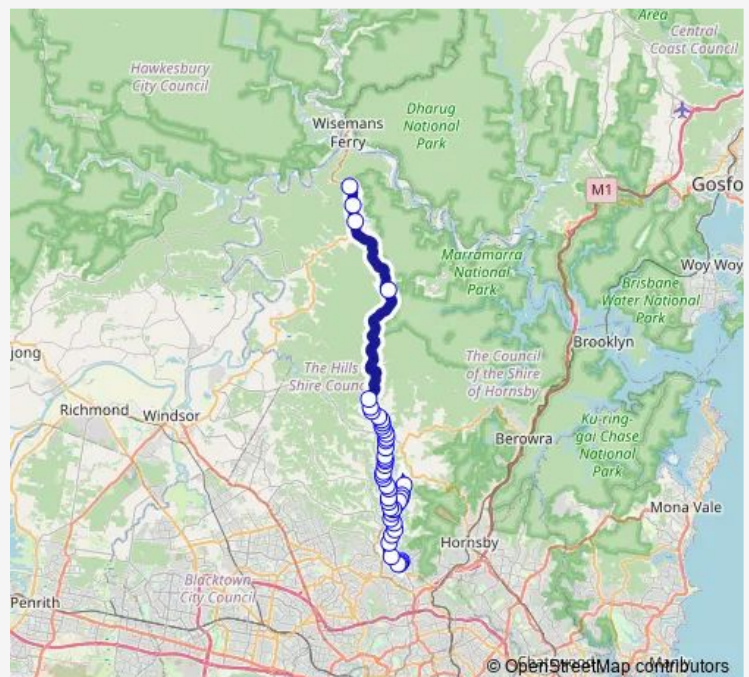 Area
Central
Coast Council
Hawkesbury
City Council
Dharug
National
Park
Wisemans
Ferry
M1
Gosfo
Marramarra
National
Park
Woy Woy
Brisbane
Water National
Park
Brooklyn
jong
The Hills
Shire Counc
The Council
of the Shire
of Hornsby
Richmond
Windsor
Berowra
Ku-ring-
gai Chase
National
Park
Mona Vale
Hornsby
Blacktown
City Council
Penrith
© OpenStreetMap contributors